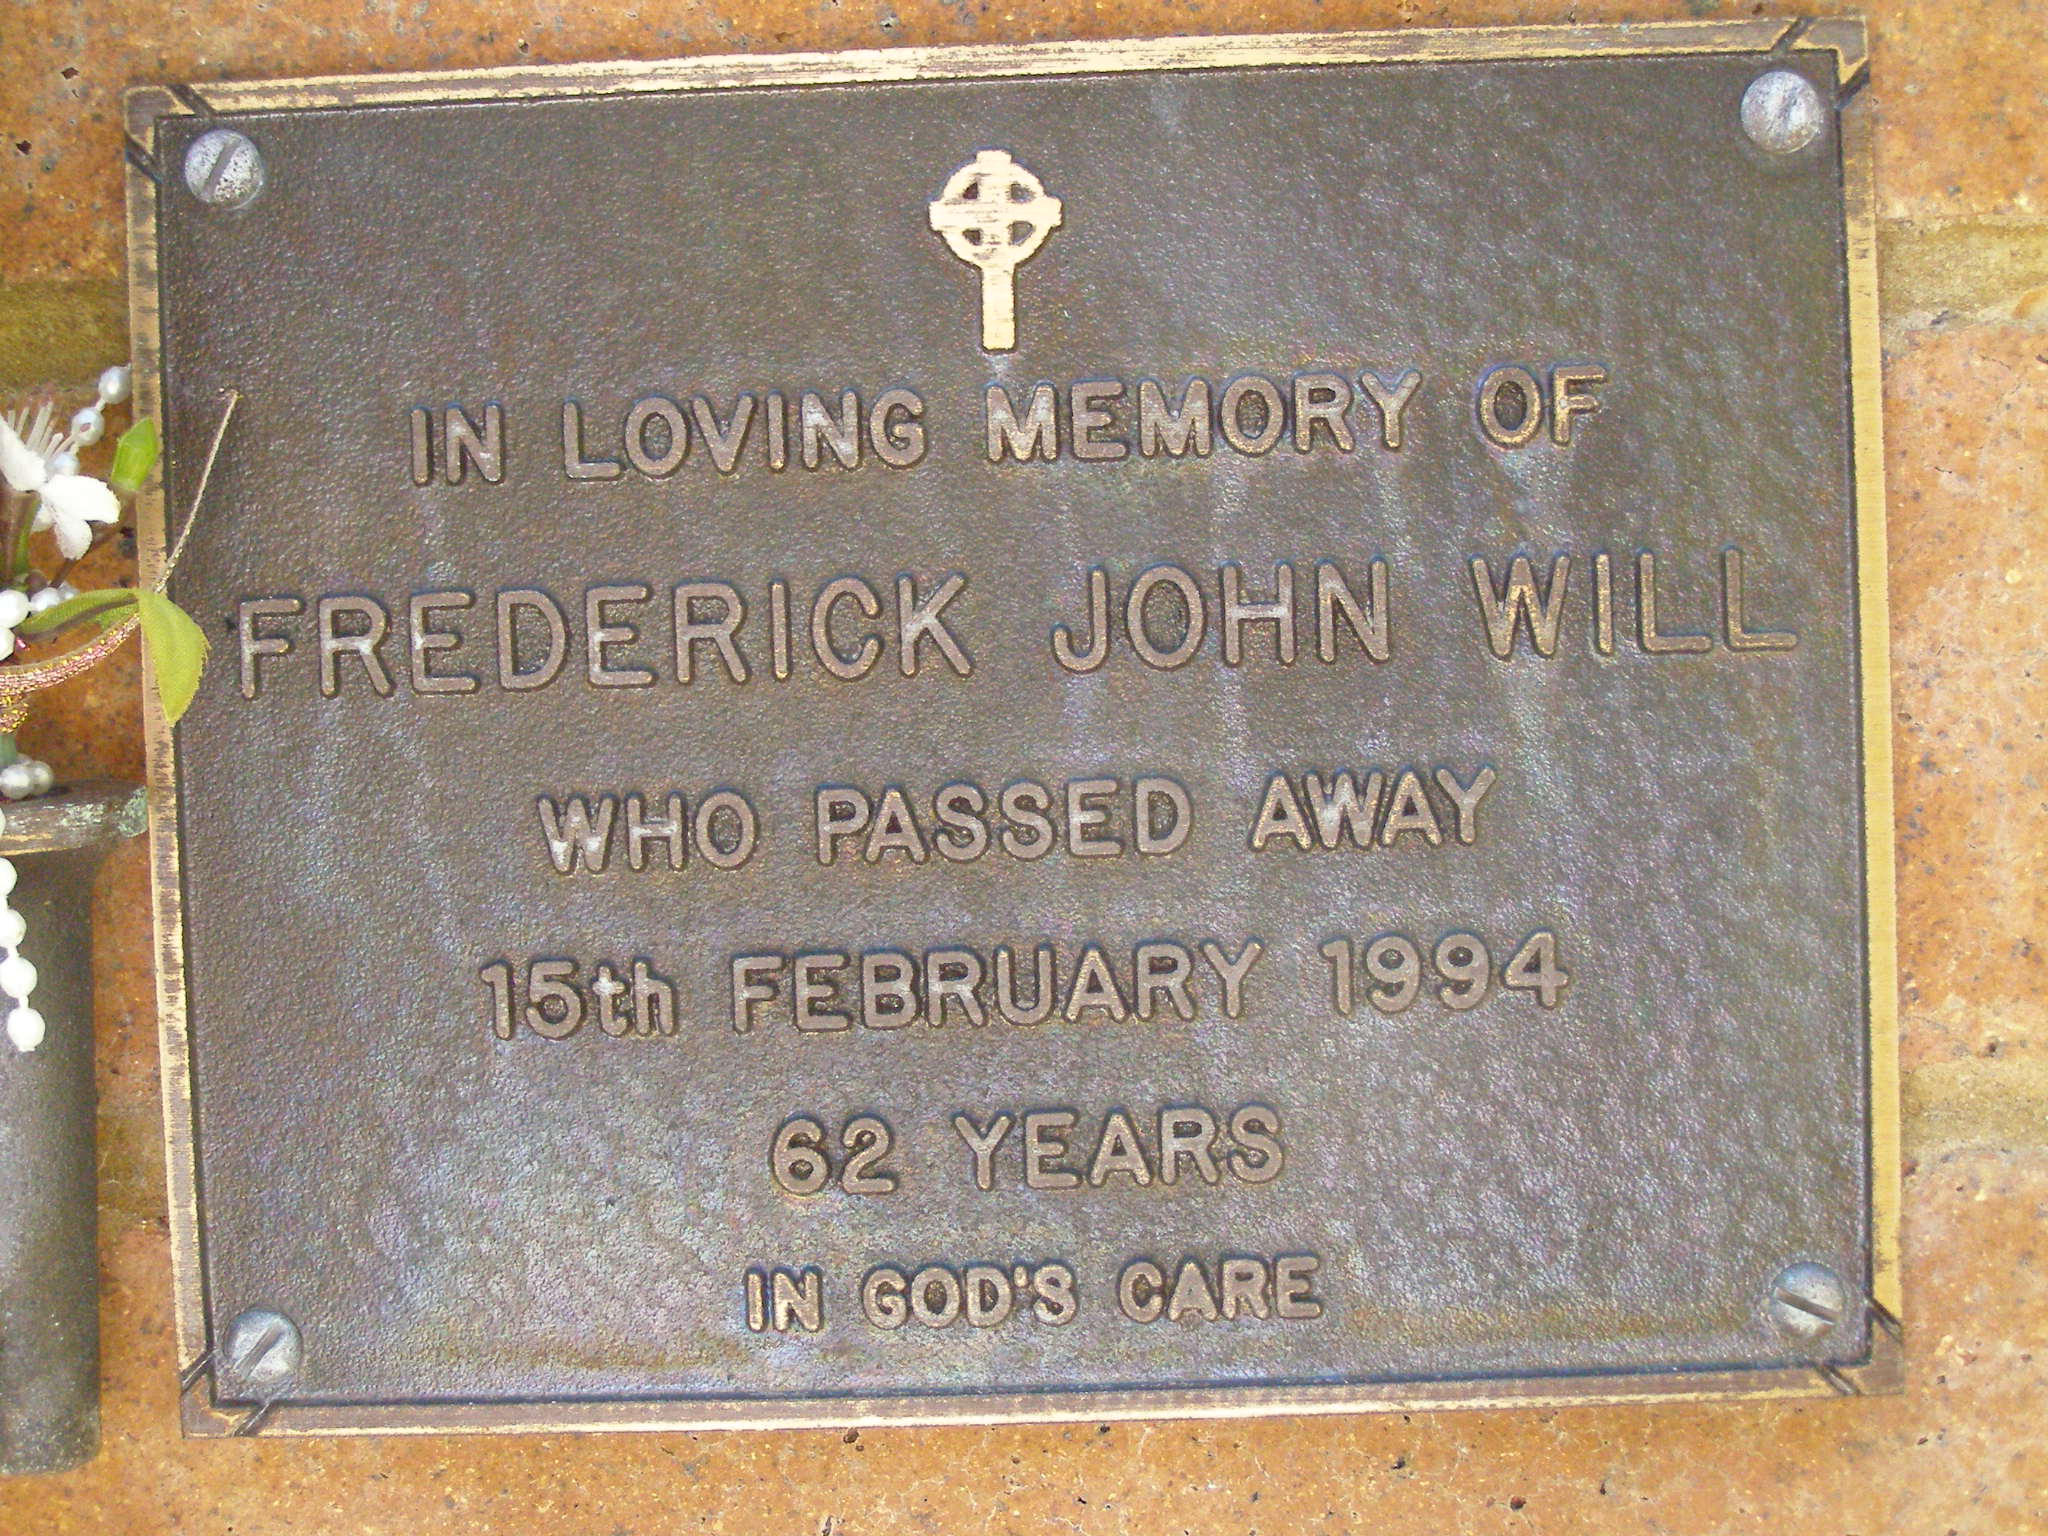 IN LOVING MEMORY OF
FREDERICK JOHN WILL
WHO PASSED AWAY
15th FEBRUARY 1994
62 YEARS
IN GOD'S CARE